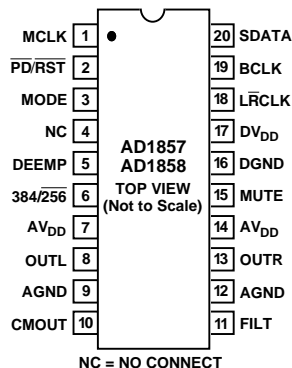 MCLK 1 20 SDATA
PD/RST 2 19 BCLK
MODE 3 18 LRCLK
NC 4 17 DVDD
DEEMP 5 16 DGND
384/256 6 15 MUTE
AVDD 7 14 AVDD
OUTL 8 13 OUTR
AGND 9 12 AGND
CMOUT 10 11 FILT
AD1857
AD1858
TOP VIEW
(Not to Scale)
NC = NO CONNECT